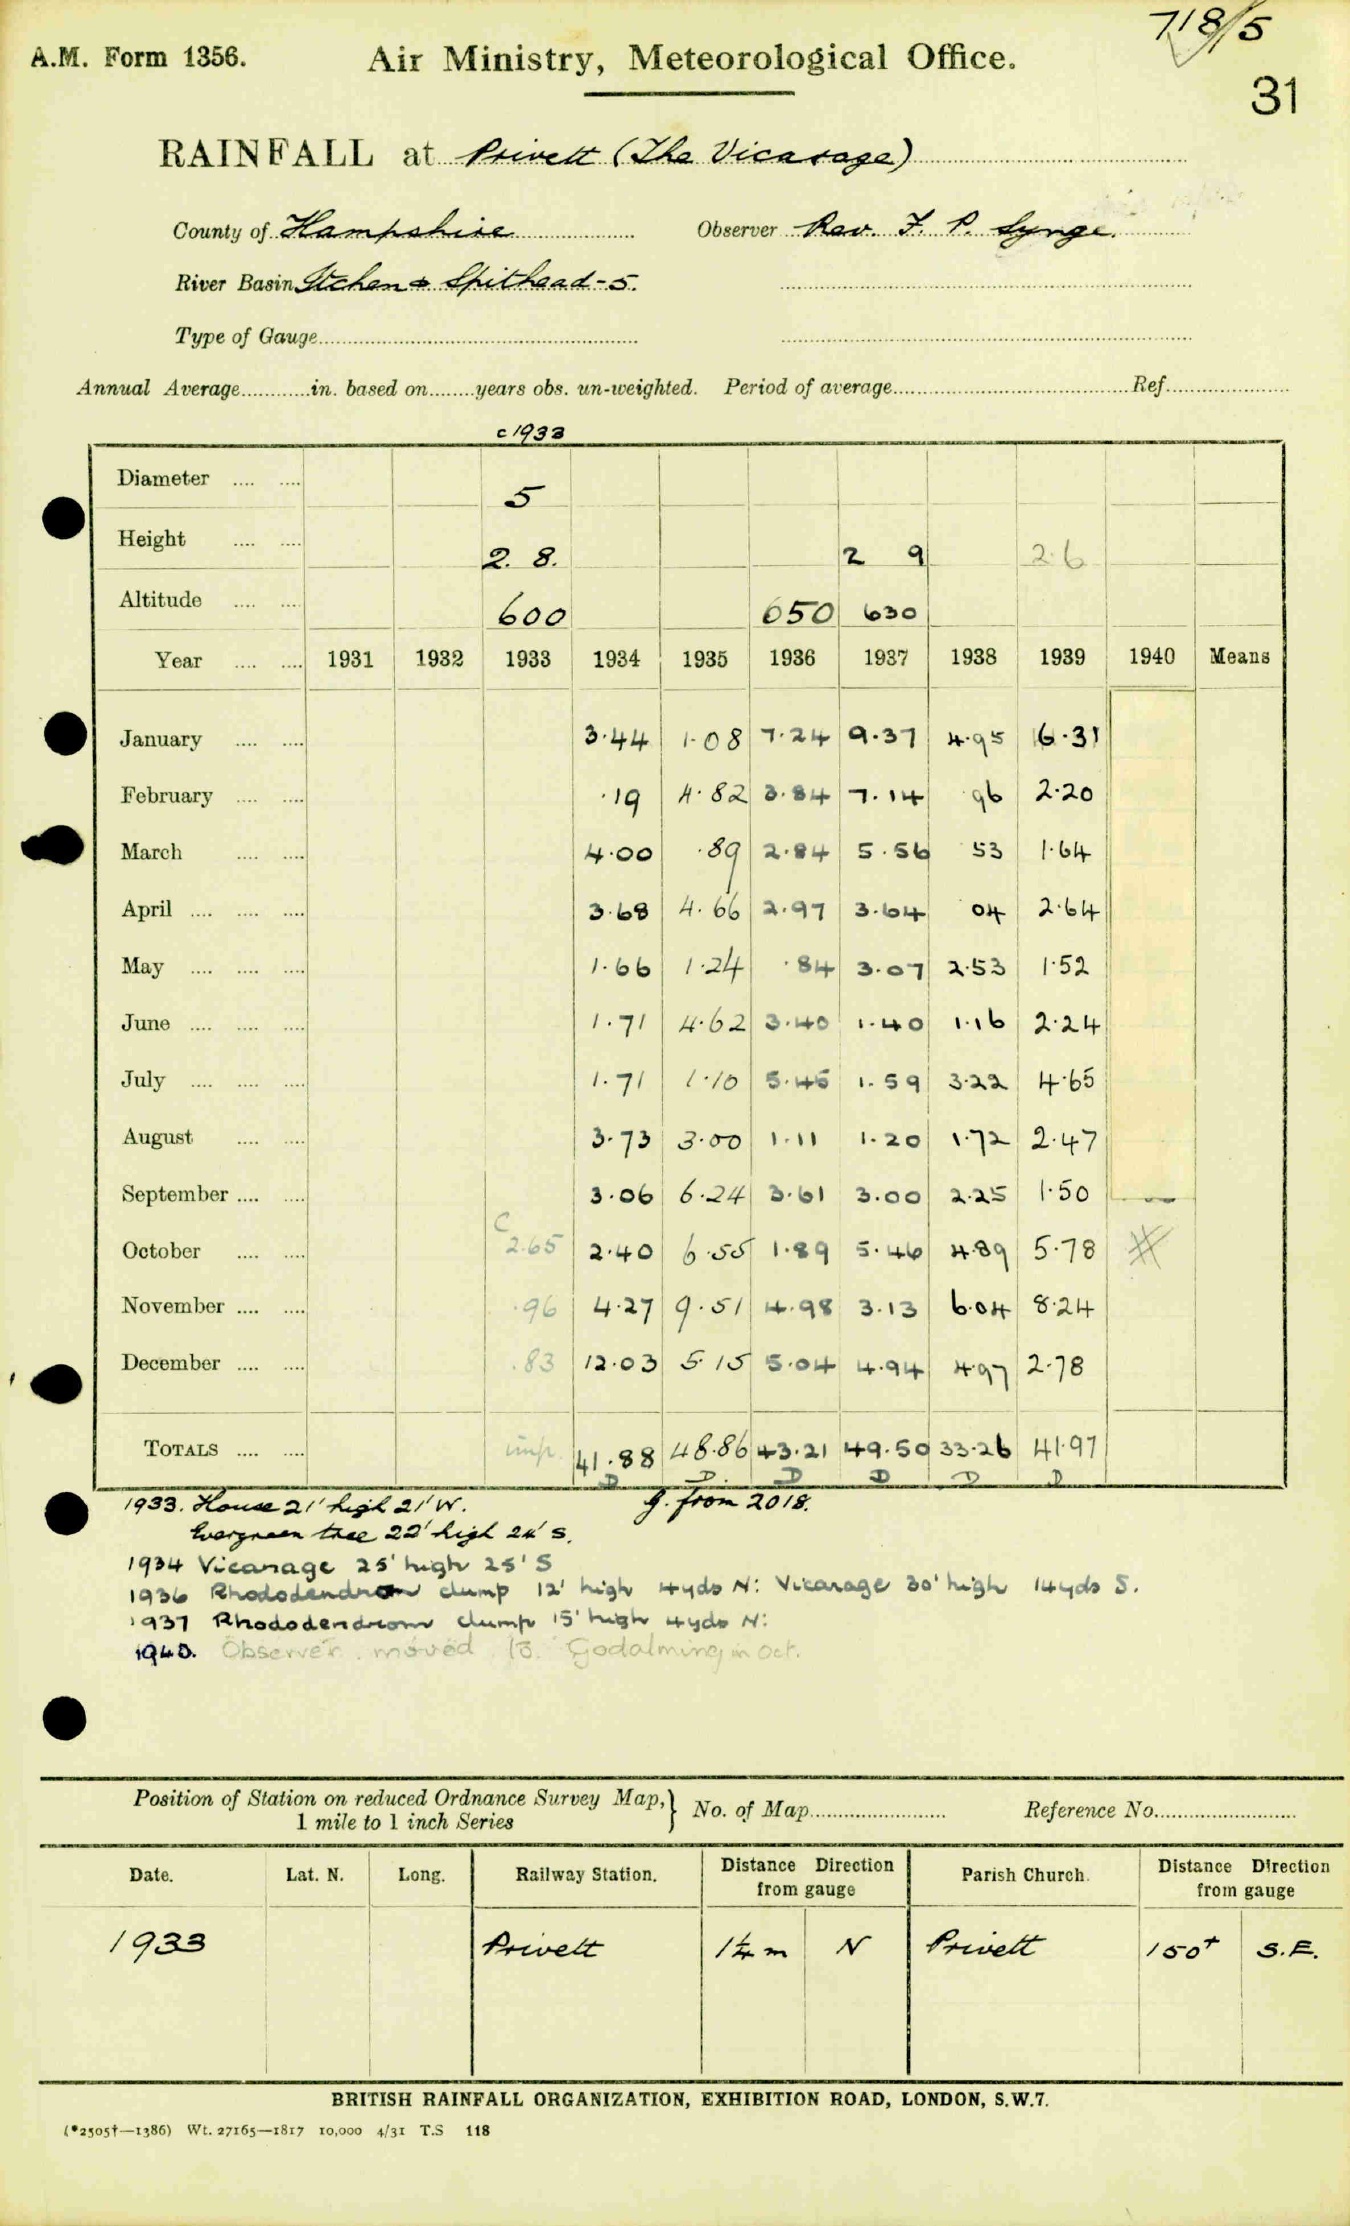 718/5
A.M. Form 1356. Air Ministry, Meteorological Office.
31
RAINFALL at Privett (The Vicarage)
County of Hampshire Observer Rev. F. P. Synge.
River Basin Itchen & Spithead - 5.
Type of Gauge
Annual Average in. based on years obs. un-weighted. Period of average Ref.
c 1933
Diameter 5
Height 2. 8. 2 9 2 6
Altitude 600 650 630
Year 1931 1932 1933 1934 1935 1936 1937 1938 1939 1940 Means
January 3.44 1.08 7.24 9.37 4.95 6.31
February .19 4.82 3.84 7.14 96 2.20
March 4.00 .89 2.84 5.56 53 1.64
April 3.68 4.66 2.97 3.64 04 2.64
May 1.66 1.24 .84 3.07 2.53 1.52
June 1.71 4.62 3.40 1.40 1.16 2.24
July 1.71 1.10 5.45 1.59 3.22 4.65
August 3.73 3.00 1.11 1.20 1.72 2.47
September 3.06 6.24 3.61 3.00 2.25 1.50
October C 2.65 2.40 6.55 1.89 5.46 4.89 5.78
November .96 4.27 9.51 4.98 3.13 6.04 8.24
December .83 12.03 5.15 5.04 4.94 4.97 2.78
TOTALS imp. 41.88 48.86 43.21 49.50 33.26 41.97
D D. D D D D
1933. House 21' high 21' W. g. from 2018.
Evergreen tree 22' high 24' S.
1934 Vicarage 25' high 25' S
1936 Rhododendron clump 12' high 4yds N: Vicarage 30' high 14yds S.
1937 Rhododendrom clump 15' high 4yds N:
1940. Observer moved to Godalming in Oct.
Position of Station on reduced Ordnance Survey Map, } No. of Map Reference No.
1 mile to 1 inch Series
Date. Lat. N. Long. Railway Station. Distance Direction from gauge Parish Church. Distance Direction from gauge
1933 Privett 1¼ m N Privett 150+ S.E.
BRITISH RAINFALL ORGANIZATION, EXHIBITION ROAD, LONDON, S.W.7.
(*2505†—1386) Wt. 27165—1817 10,000 4/31 T.S 118